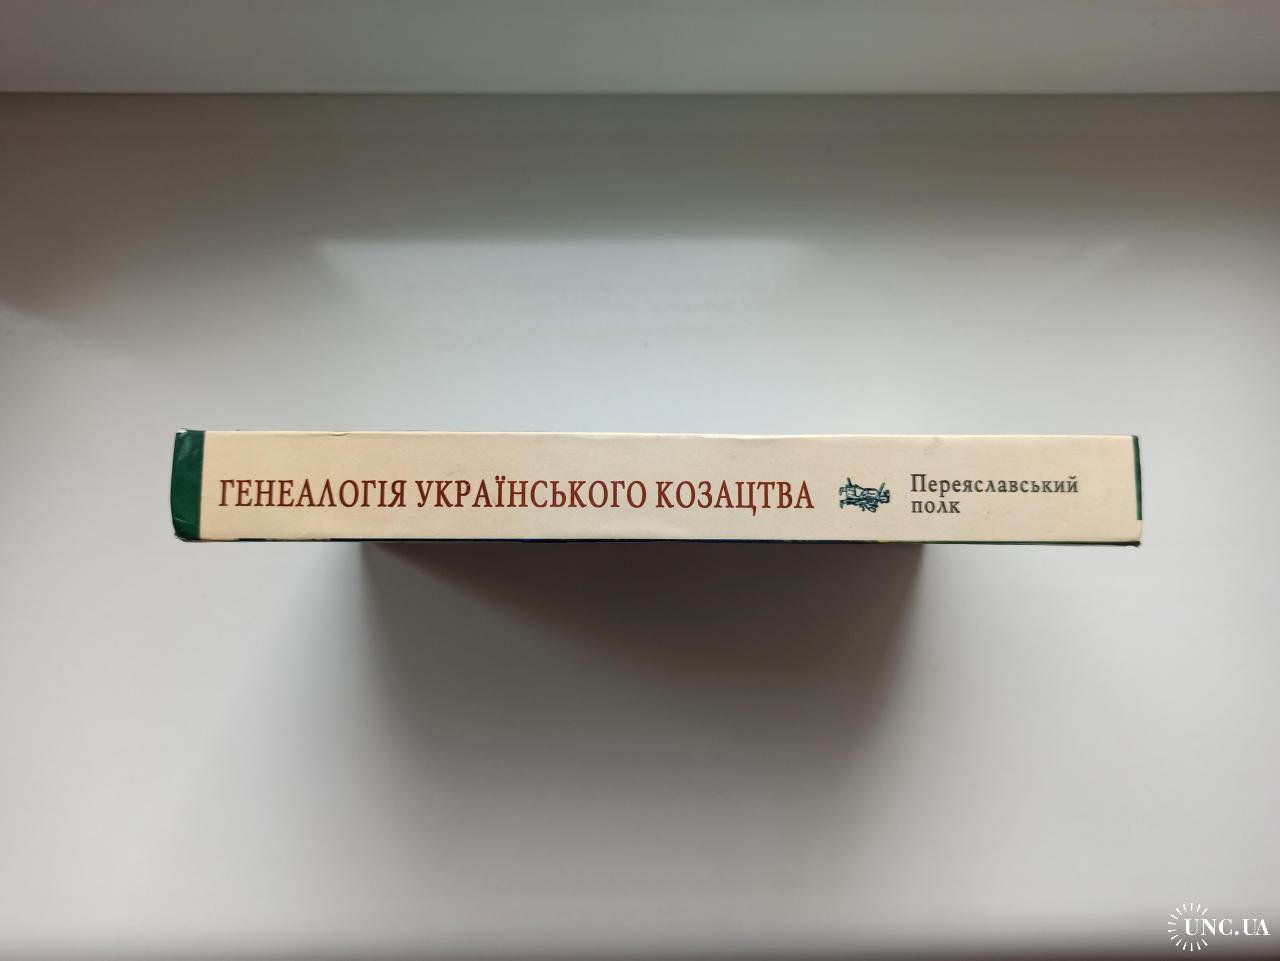 ГЕНЕАЛОГІЯ УКРАЇНСЬКОГО КОЗАЦТВА
Переяславський
полк
UNC.UA